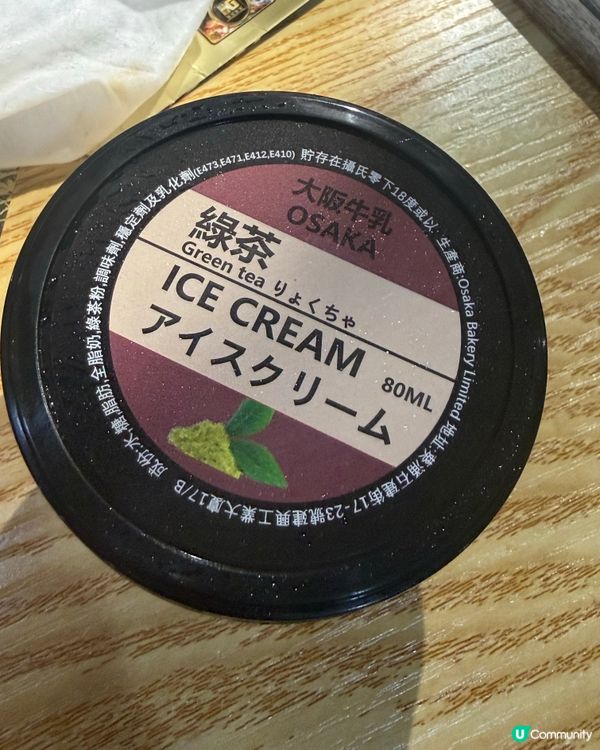 大阪牛乳
OSAKA
綠茶
Green tea りょくちゃ
ICE CREAM
80ML
アイスクリーム
成份:水,糖,脂肪,全脂奶,綠茶粉,調味劑,穩定劑及乳化劑(E473,E471,E412,E410) 貯存在攝氏零下18度或以 生產商:Osaka Bakery Limited 地址:葵涌石建街17-23號建興工業大廈17/B
U Community